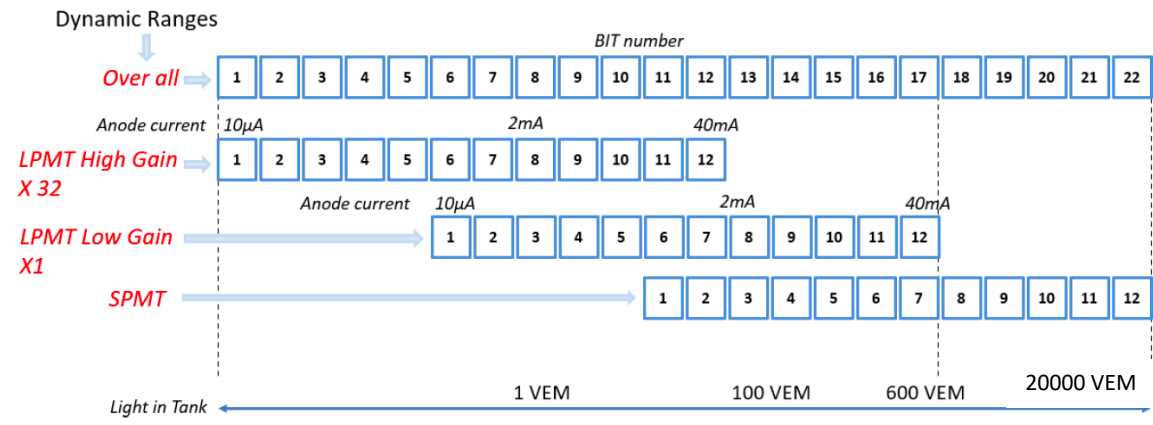 Dynamic Ranges
BIT number
Over all 1 2 3 4 5 6 7 8 9 10 11 12 13 14 15 16 17 18 19 20 21 22
Anode current 10µA 2mA 40mA
LPMT High Gain 1 2 3 4 5 6 7 8 9 10 11 12
X 32
Anode current 10µA 2mA 40mA
LPMT Low Gain 1 2 3 4 5 6 7 8 9 10 11 12
X1
SPMT 1 2 3 4 5 6 7 8 9 10 11 12
1 VEM 100 VEM 600 VEM 20000 VEM
Light in Tank